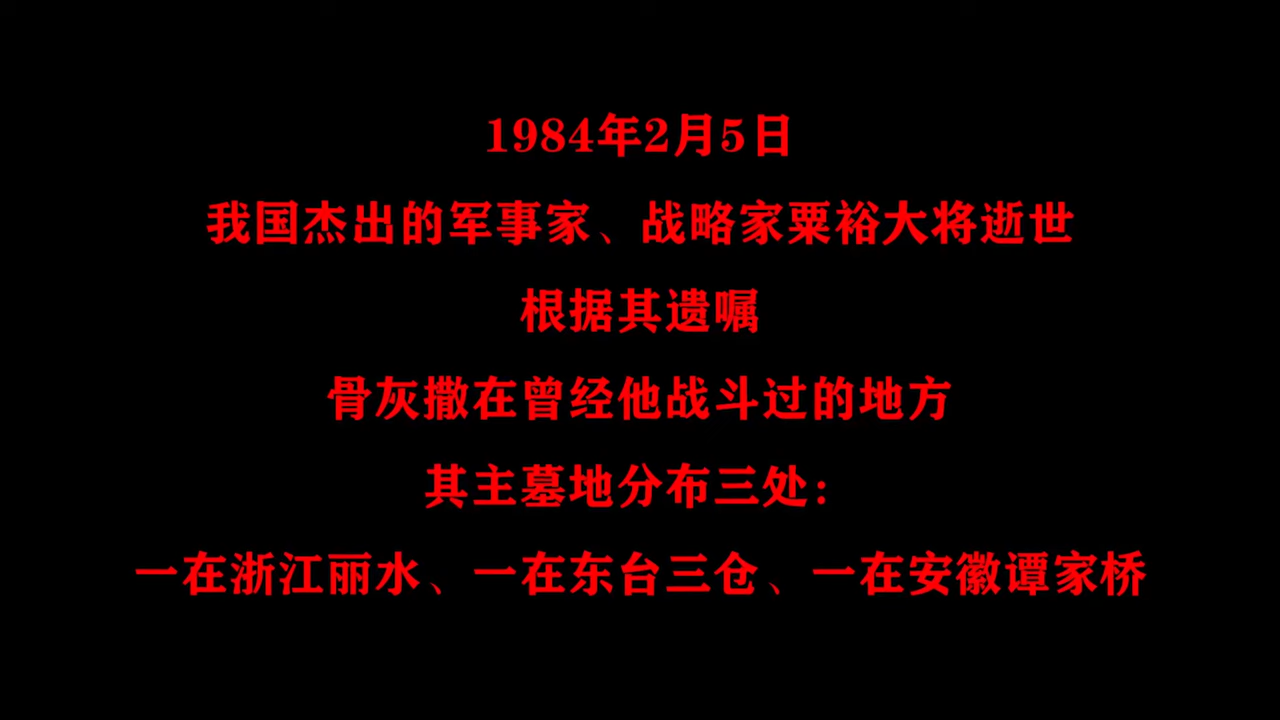 1984年2月5日
我国杰出的军事家、战略家粟裕大将逝世
根据其遗嘱
骨灰撒在曾经他战斗过的地方
其主墓地分布三处：
一在浙江丽水、一在东台三仓、一在安徽谭家桥